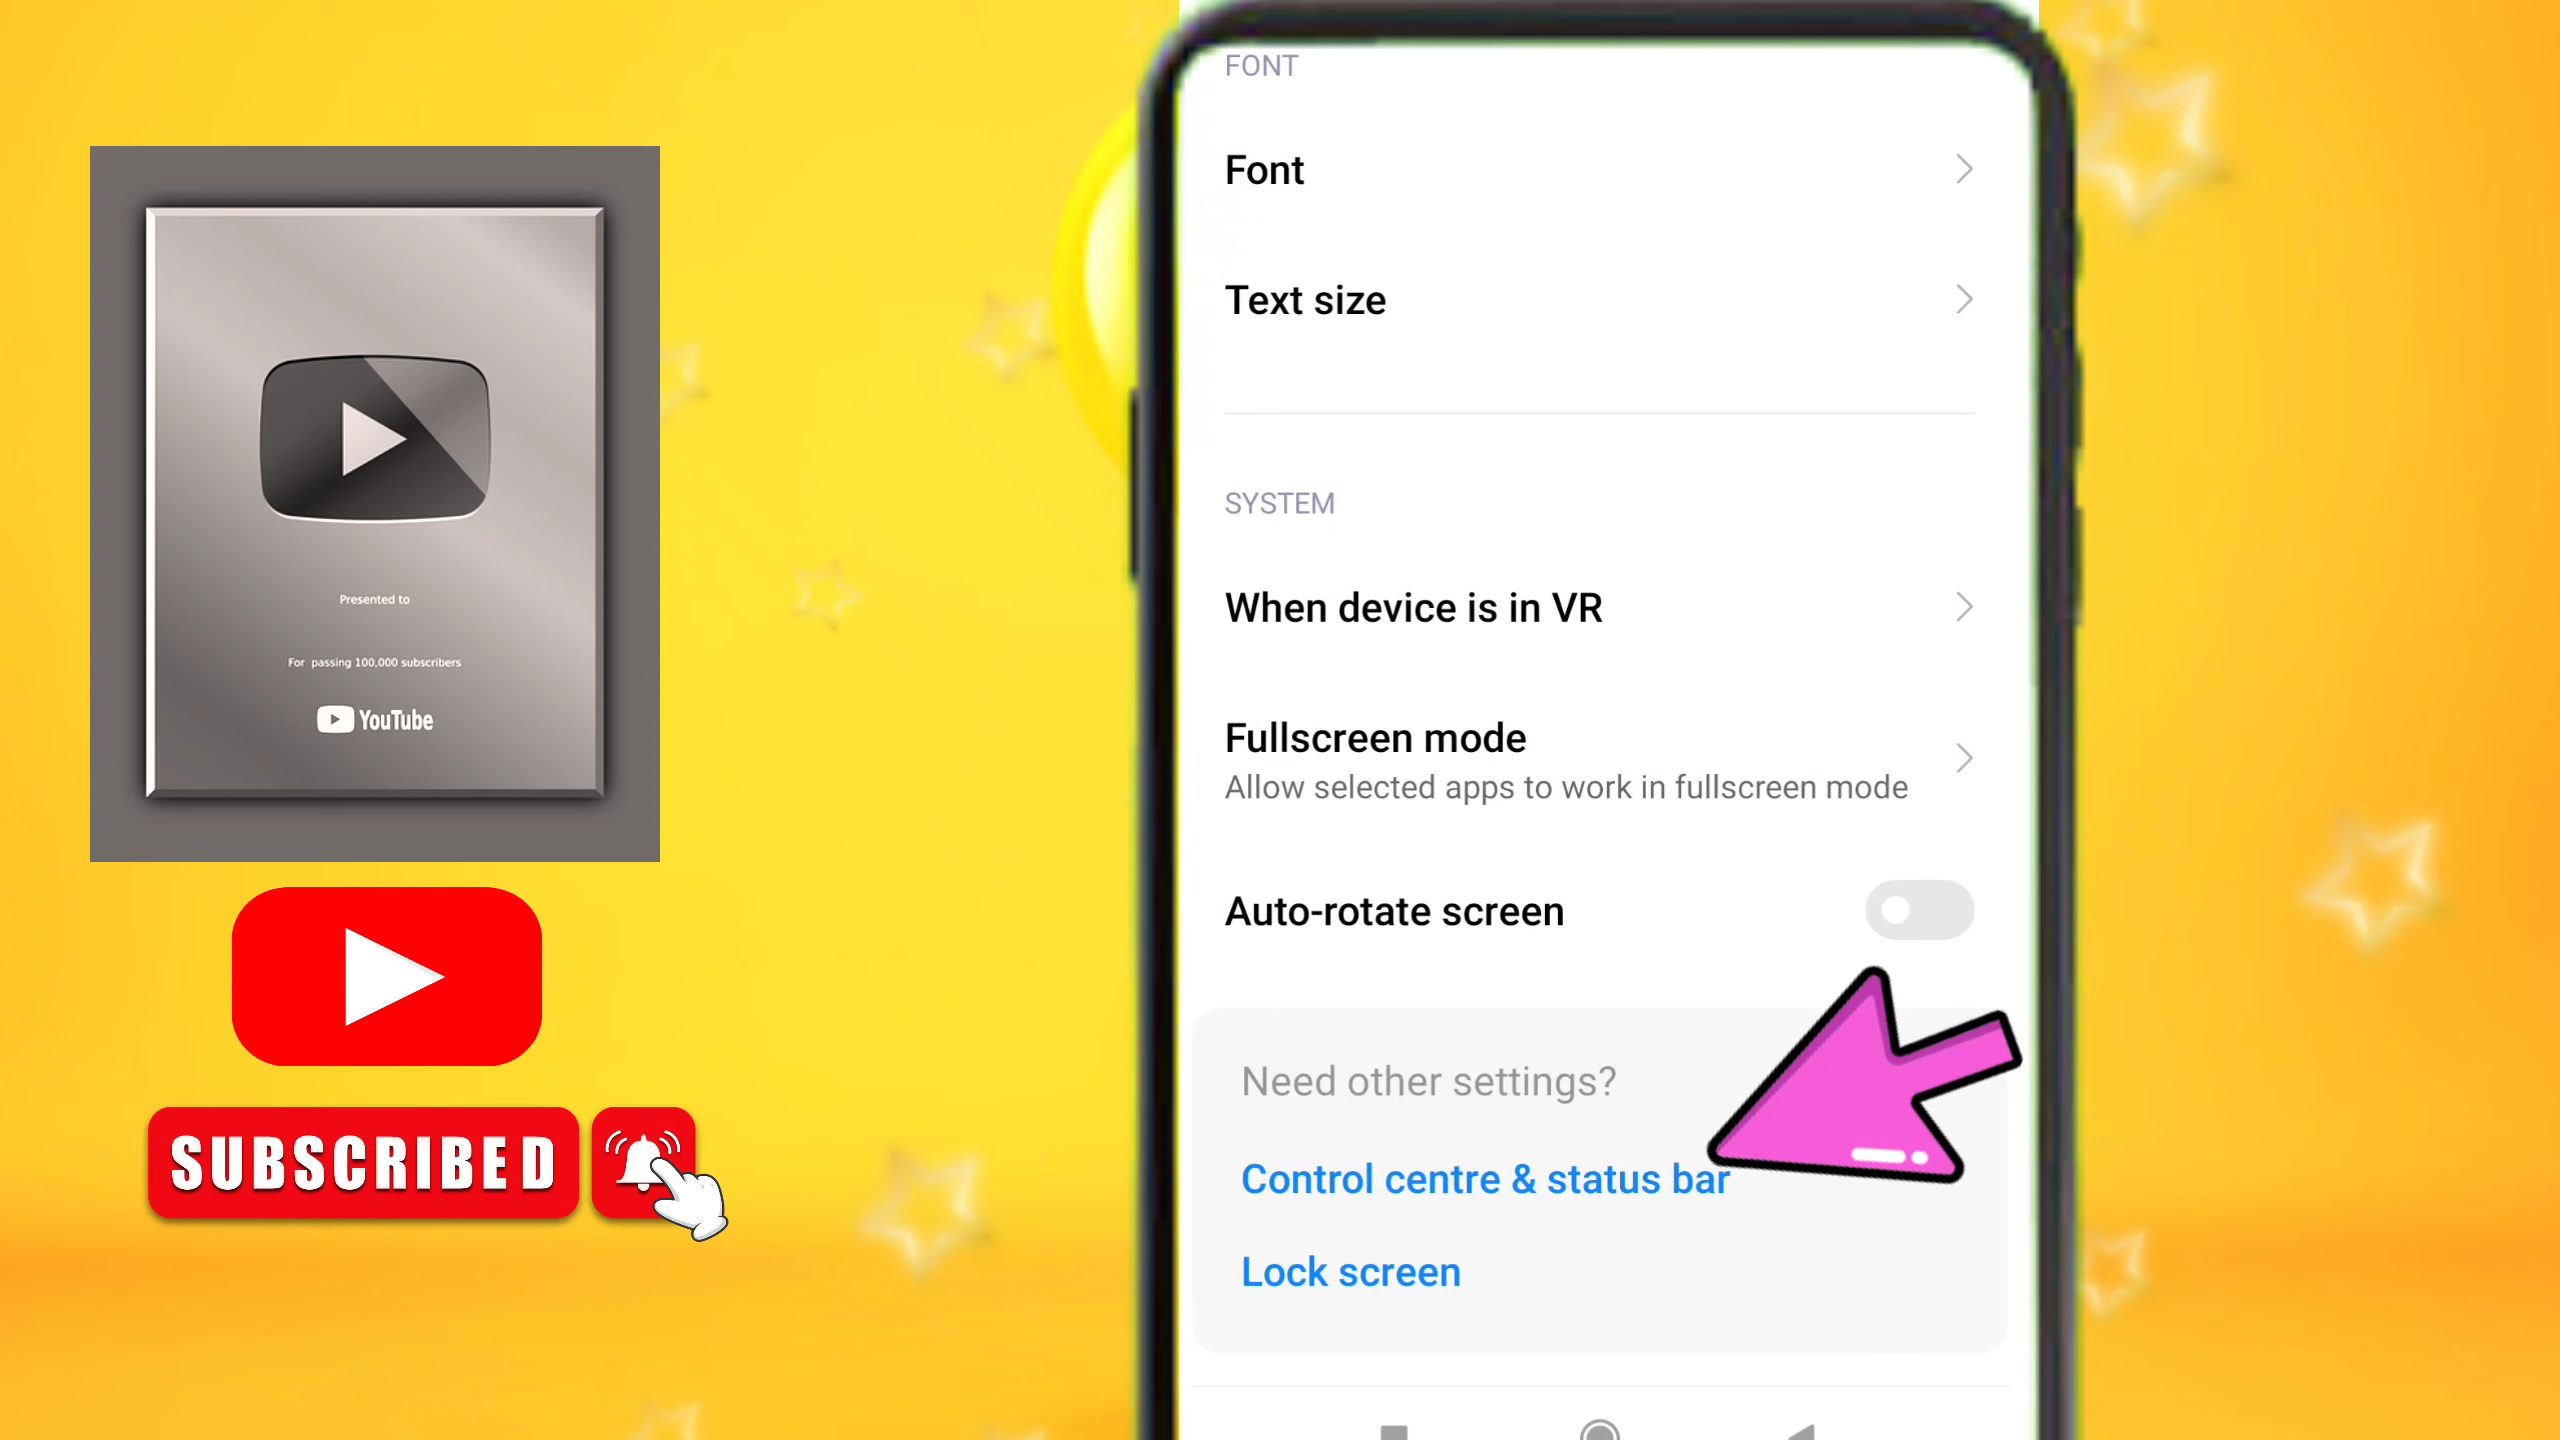 Presented to
For passing 100,000 subscribers
YouTube
SUBSCRIBED
FONT
Font
Text size
SYSTEM
When device is in VR
Fullscreen mode
Allow selected apps to work in fullscreen mode
Auto-rotate screen
Need other settings?
Control centre & status bar
Lock screen